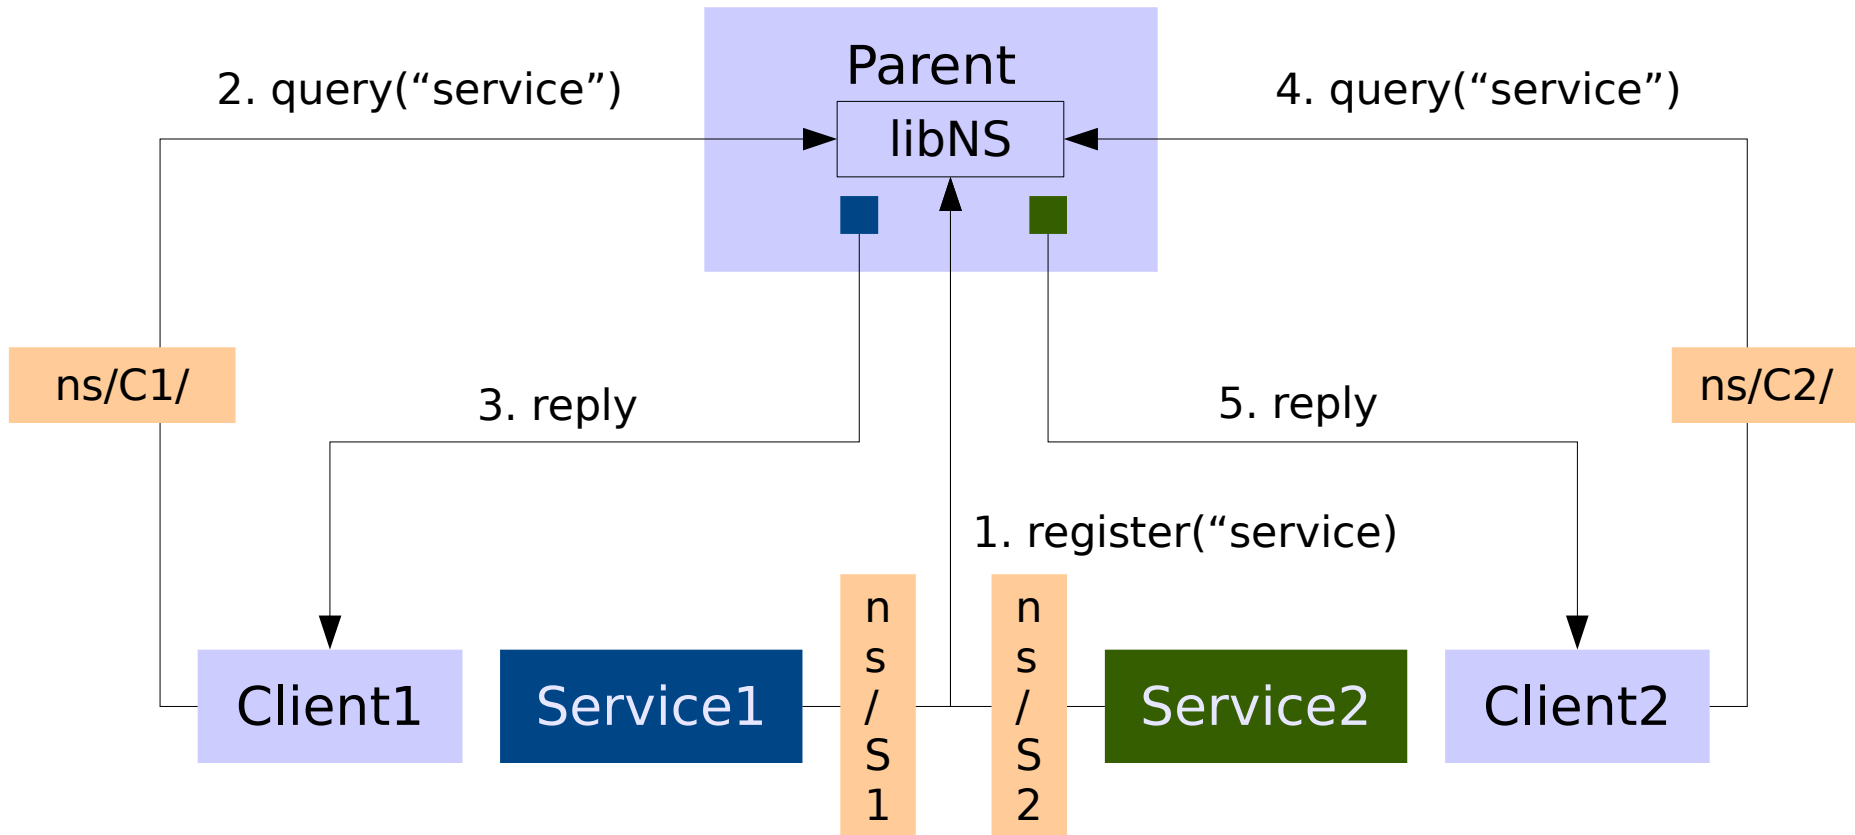 Parent
2. query(“service”)
4. query(“service”)
libNS
ns/C1/
ns/C2/
3. reply
5. reply
1. register(“service)
n
s
/
S
1
n
s
/
S
2
Client1
Service1
Service2
Client2